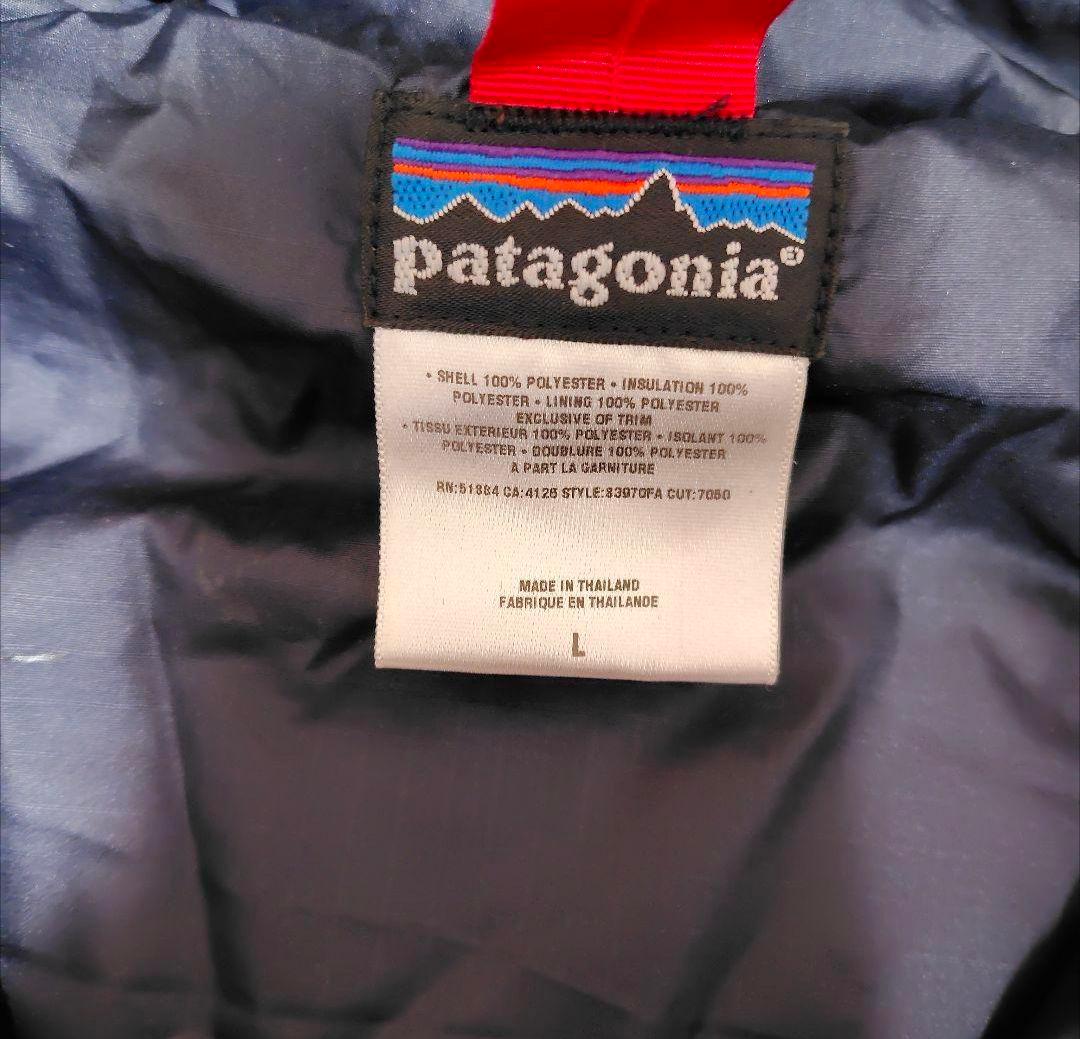 patagonia®
• SHELL 100% POLYESTER • INSULATION 100%
POLYESTER • LINING 100% POLYESTER
EXCLUSIVE OF TRIM
• TISSU EXTERIEUR 100% POLYESTER • ISOLANT 100%
POLYESTER • DOUBLURE 100% POLYESTER
A PART LA GARNITURE
RN:51884 CA:4125 STYLE:83970FA CUT:7050
MADE IN THAILAND
FABRIQUE EN THAILANDE
L